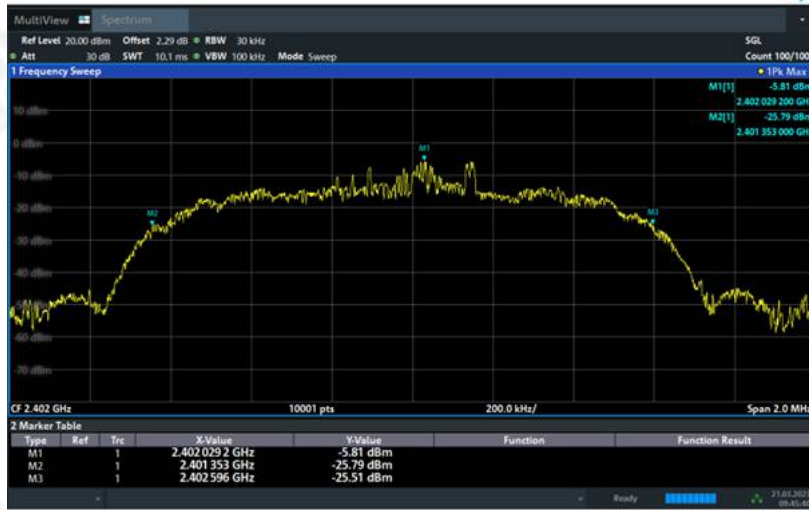 MultiView Spectrum
Ref Level 20.00 dBm Offset 2.29 dB RBW 30 kHz SGL
Att 30 dB SWT 10.1 ms VBW 100 kHz Mode Sweep Count 100/100
1 Frequency Sweep 1Pk Max
M1[1] -5.81 dBm
2.402 029 200 GHz
M2[1] -25.79 dBm
2.401 353 000 GHz
10 dBm
0 dBm
M1
-10 dBm
-20 dBm
M2 M3
-30 dBm
-40 dBm
-60 dBm
-70 dBm
CF 2.402 GHz 10001 pts 200.0 kHz/ Span 2.0 MHz
2 Marker Table
Type Ref Trc X-Value Y-Value Function Function Result
M1 1 2.402 029 2 GHz -5.81 dBm
M2 1 2.401 353 GHz -25.79 dBm
M3 1 2.402 596 GHz -25.51 dBm
Ready 21.03.202
09:45:40